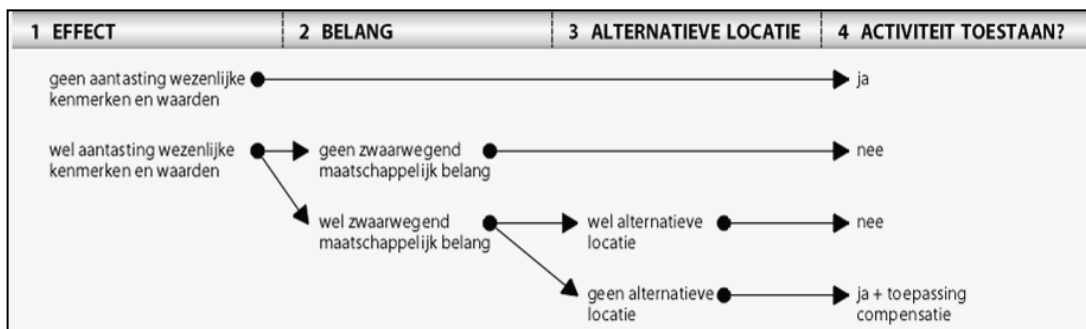 1 EFFECT
2 BELANG
3 ALTERNATIEVE LOCATIE
4 ACTIVITEIT TOESTAAN?
geen aantasting wezenlijke
kenmerken en waarden
ja
wel aantasting wezenlijke
kenmerken en waarden
geen zwaarwegend
maatschappelijk belang
nee
wel zwaarwegend
maatschappelijk belang
wel alternatieve
locatie
nee
geen alternatieve
locatie
ja + toepassing
compensatie